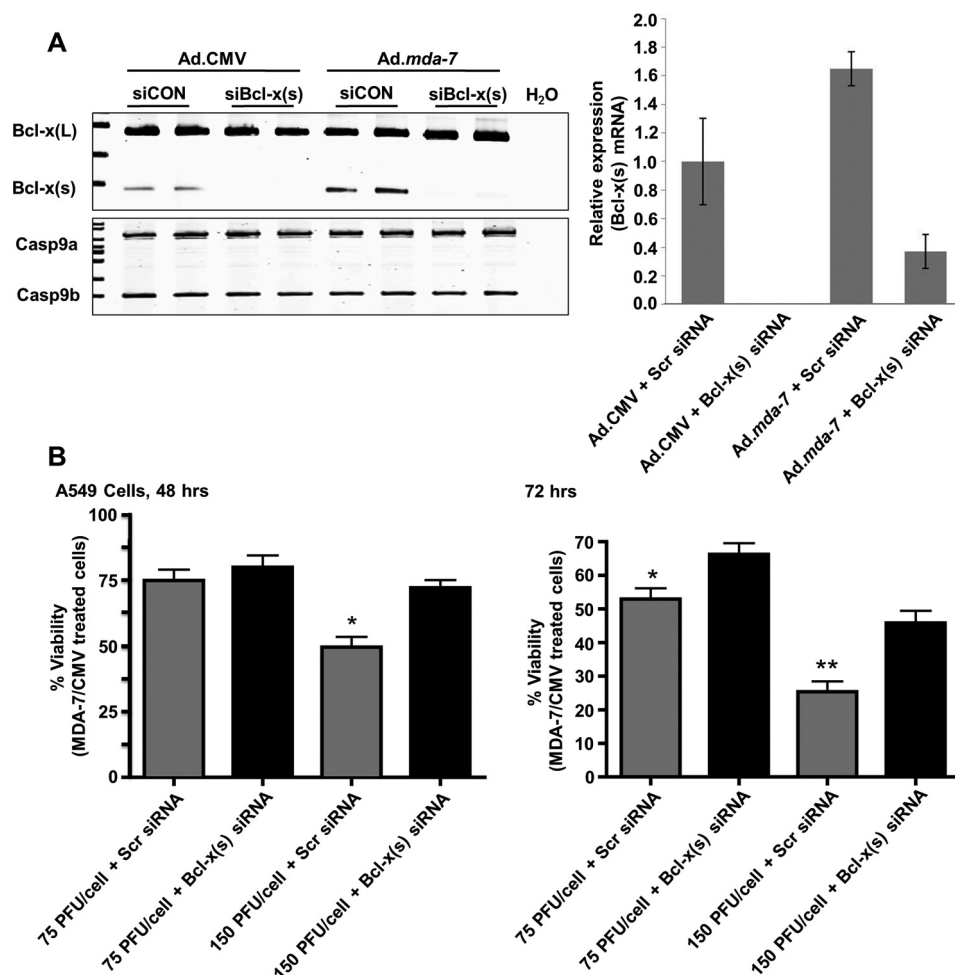 A
Ad.CMV Ad.mda-7
siCON siBcl-x(s) siCON siBcl-x(s) H2O
Bcl-x(L)
Bcl-x(s)
Casp9a
Casp9b
Relative expression
(Bcl-x(s) mRNA)
2.0
1.8
1.6
1.4
1.2
1.0
0.8
0.6
0.4
0.2
0.0
Ad.CMV + Scr siRNA
Ad.CMV + Bcl-x(s) siRNA
Ad.mda-7 + Scr siRNA
Ad.mda-7 + Bcl-x(s) siRNA
B
A549 Cells, 48 hrs
% Viability
(MDA-7/CMV treated cells)
100
75
50
25
0
*
75 PFU/cell + Scr siRNA
75 PFU/cell + Bcl-x(s) siRNA
150 PFU/cell + Scr siRNA
150 PFU/cell + Bcl-x(s) siRNA
72 hrs
% Viability
(MDA-7/CMV treated cells)
70
60
50
40
30
20
10
0
*
**
75 PFU/cell + Scr siRNA
75 PFU/cell + Bcl-x(s) siRNA
150 PFU/cell + Scr siRNA
150 PFU/cell + Bcl-x(s) siRNA